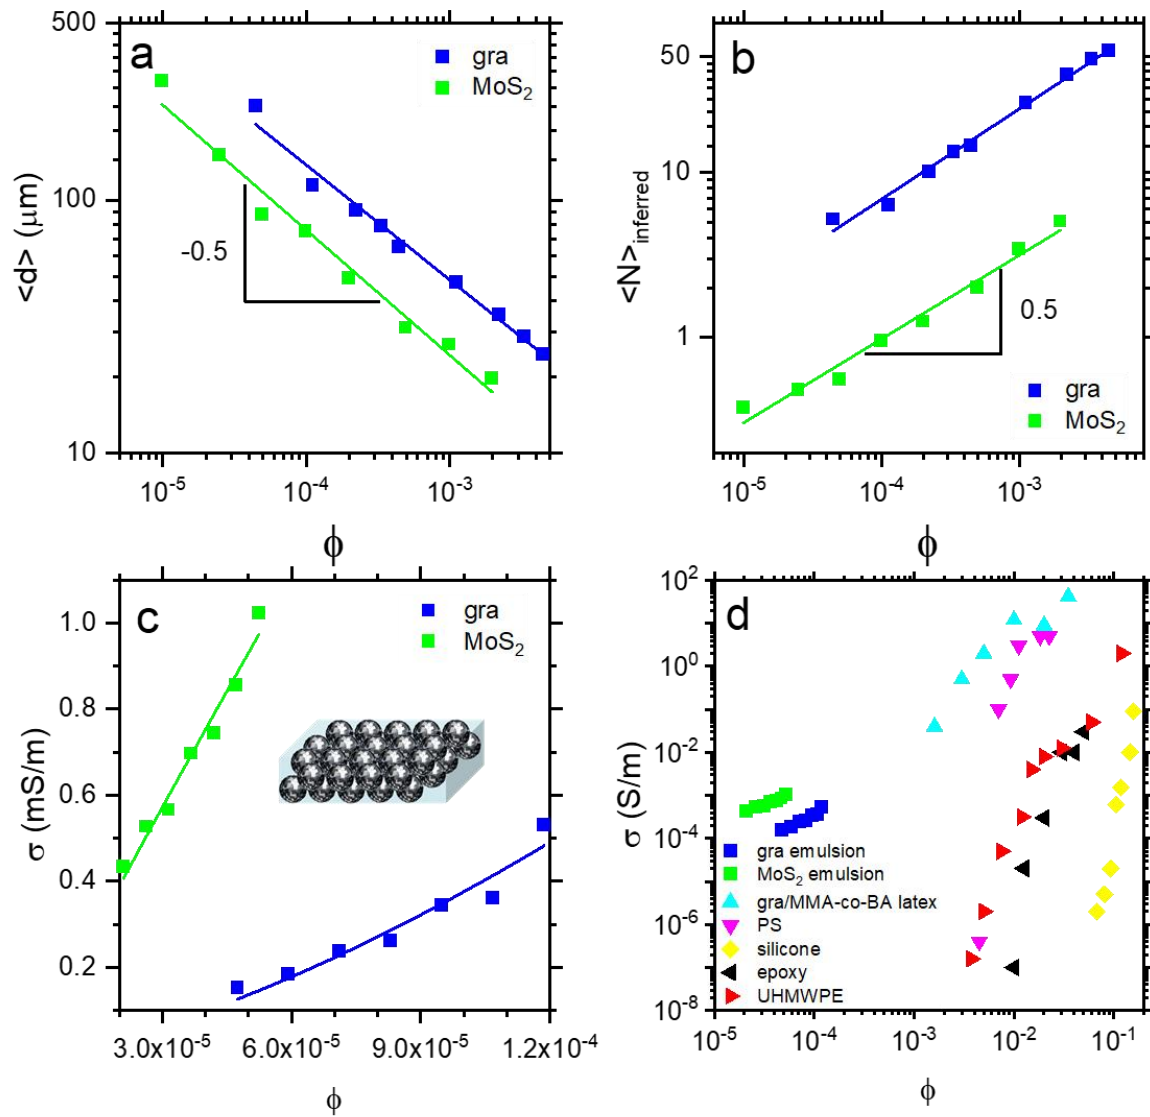 a
500
100
10
<d> (μm)
gra
MoS₂
-0.5
10⁻⁵ 10⁻⁴ 10⁻³
ϕ
b
50
10
1
<N>inferred
0.5
gra
MoS₂
10⁻⁵ 10⁻⁴ 10⁻³
ϕ
c
1.0
0.8
0.6
0.4
0.2
σ (mS/m)
gra
MoS₂
3.0x10⁻⁵ 6.0x10⁻⁵ 9.0x10⁻⁵ 1.2x10⁻⁴
ϕ
d
10²
10⁰
10⁻²
10⁻⁴
10⁻⁶
10⁻⁸
σ (S/m)
gra emulsion
MoS₂ emulsion
gra/MMA-co-BA latex
PS
silicone
epoxy
UHMWPE
10⁻⁵ 10⁻⁴ 10⁻³ 10⁻² 10⁻¹
ϕ